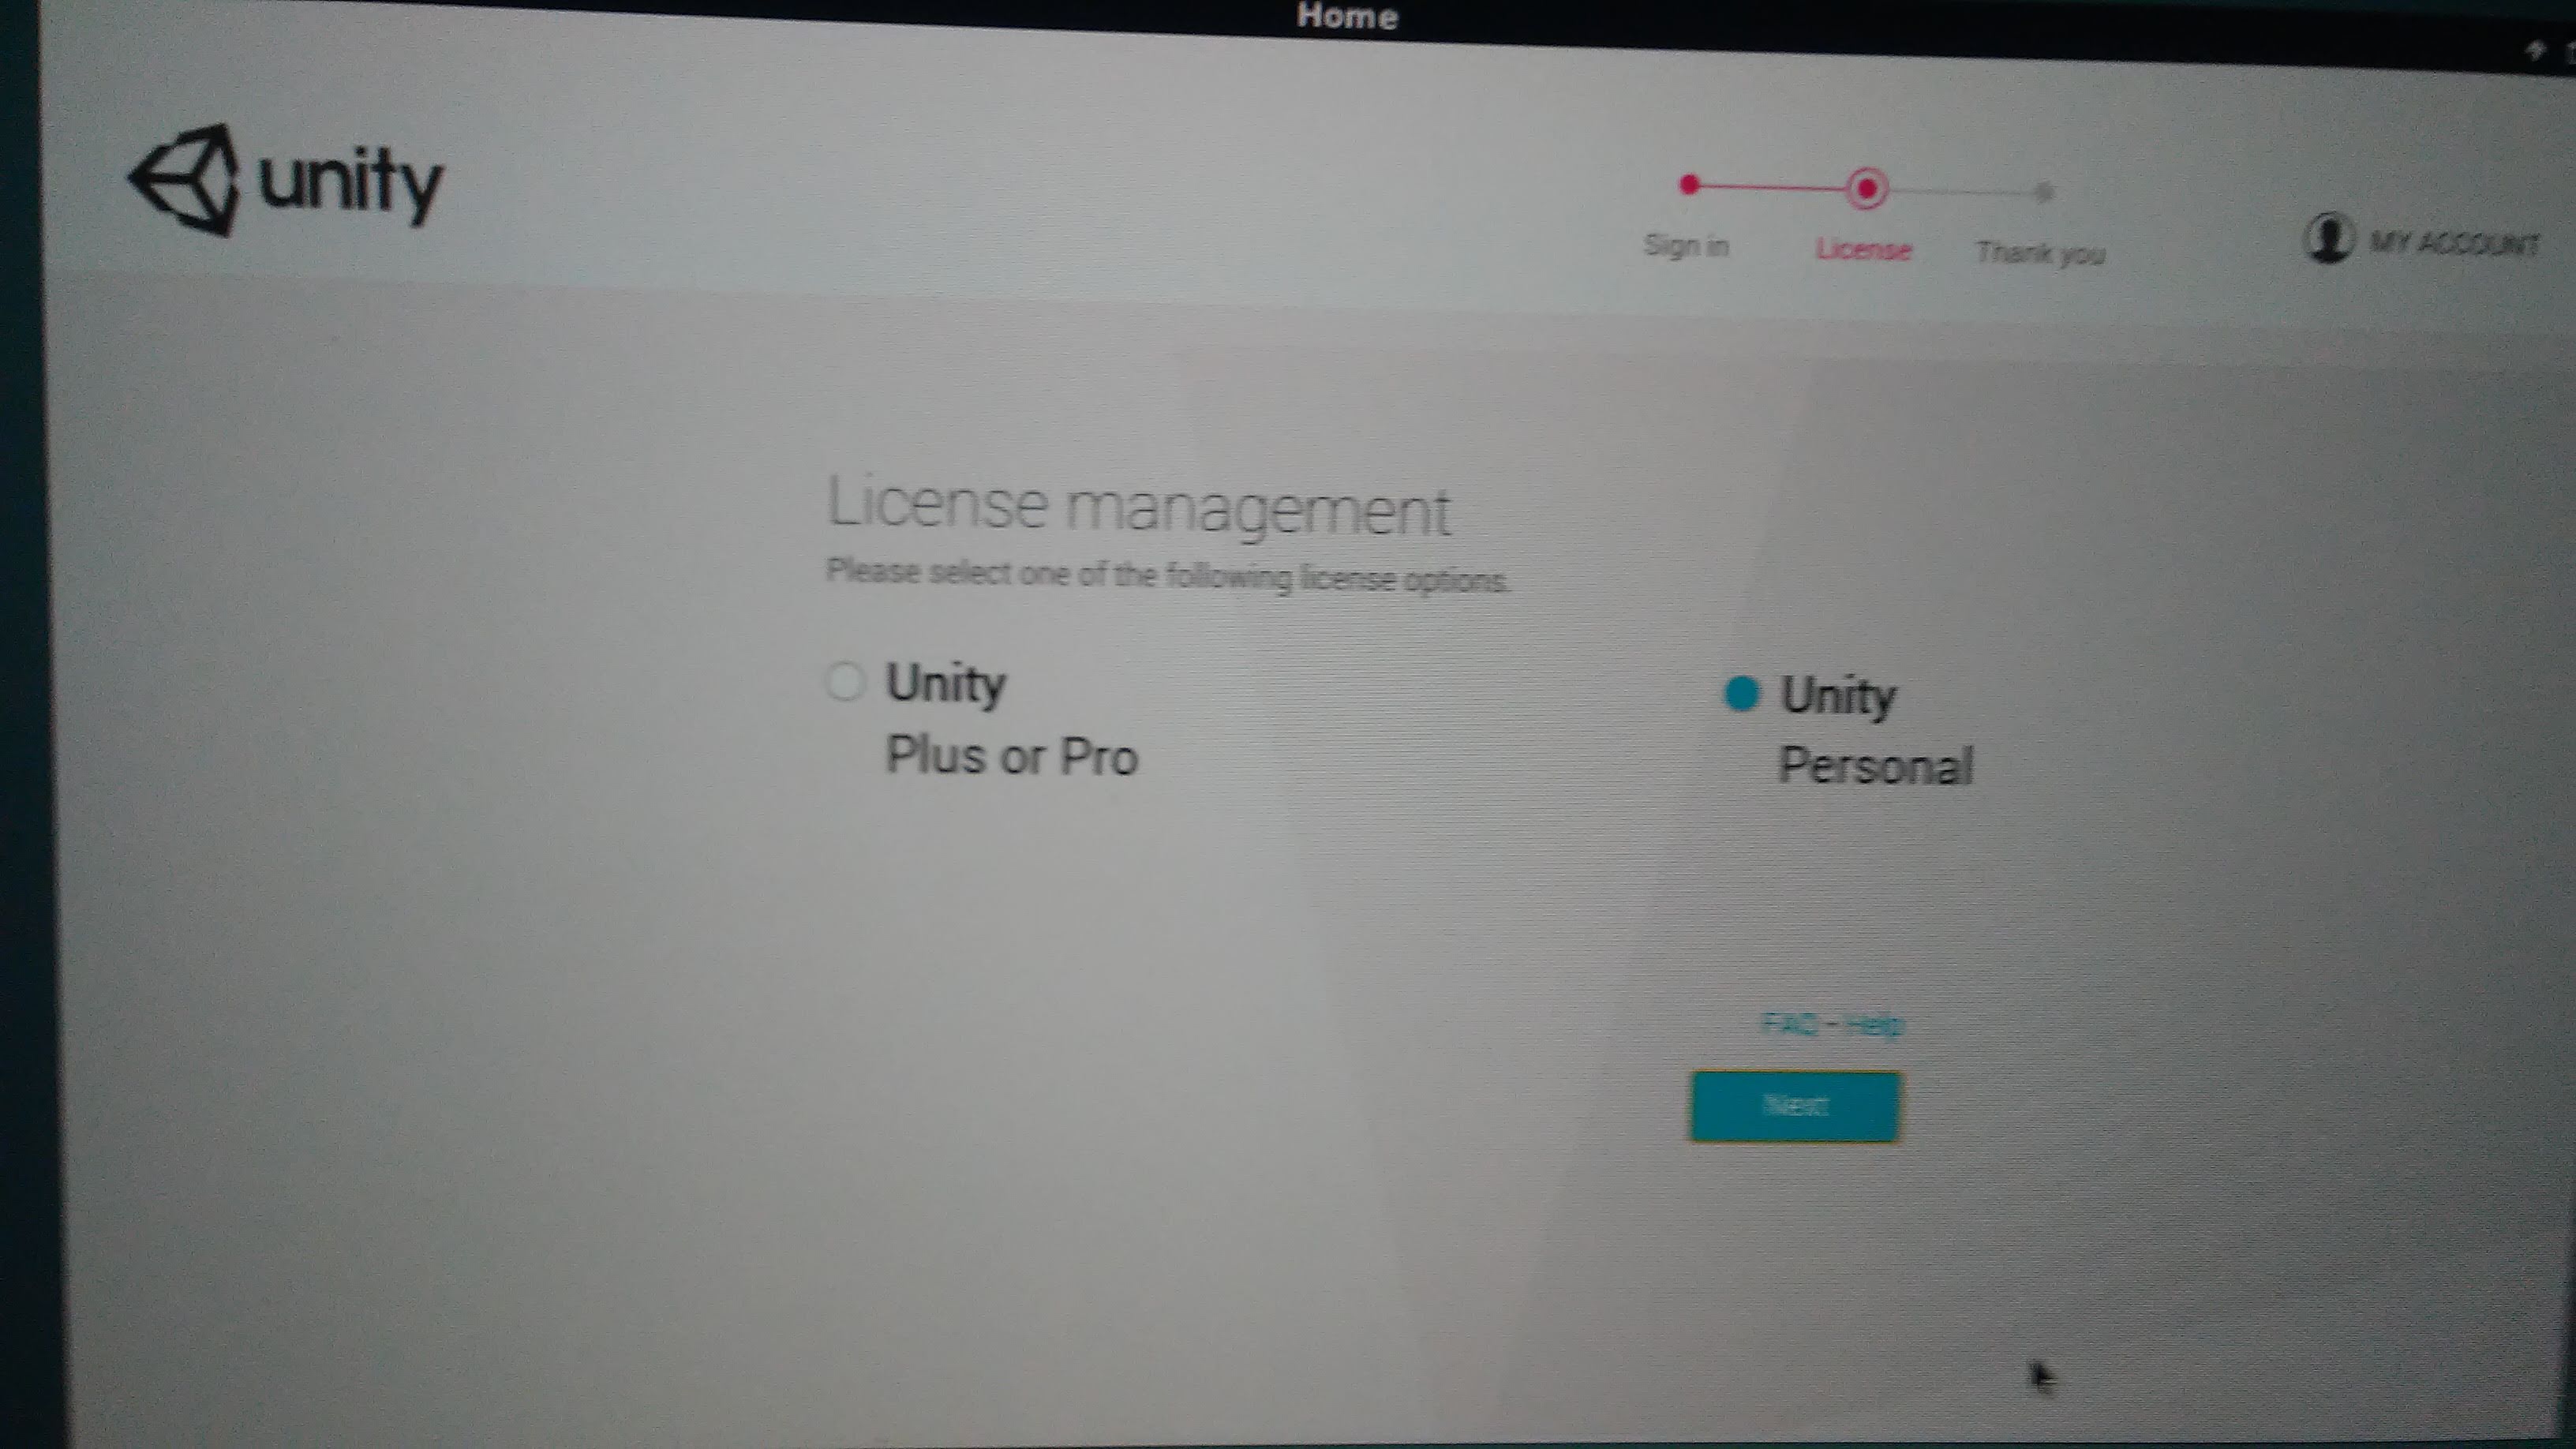 Home
unity
Sign in
License
Thank you
MY ACCOUNT
License management
Please select one of the following license options.
Unity
Plus or Pro
Unity
Personal
FAQ - Help
Next